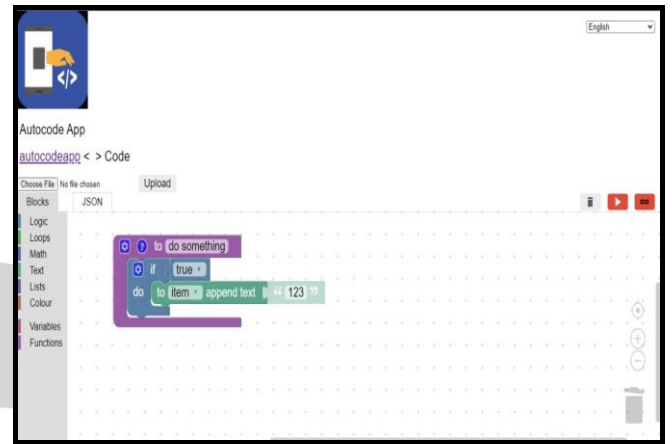 English
</>
Autocode App
autocodeapp < > Code
Choose File No file chosen Upload
Blocks JSON
Logic
Loops
Math
Text
Lists
Colour
Variables
Functions
? to do something
if true
do to item append text “ 123 ”